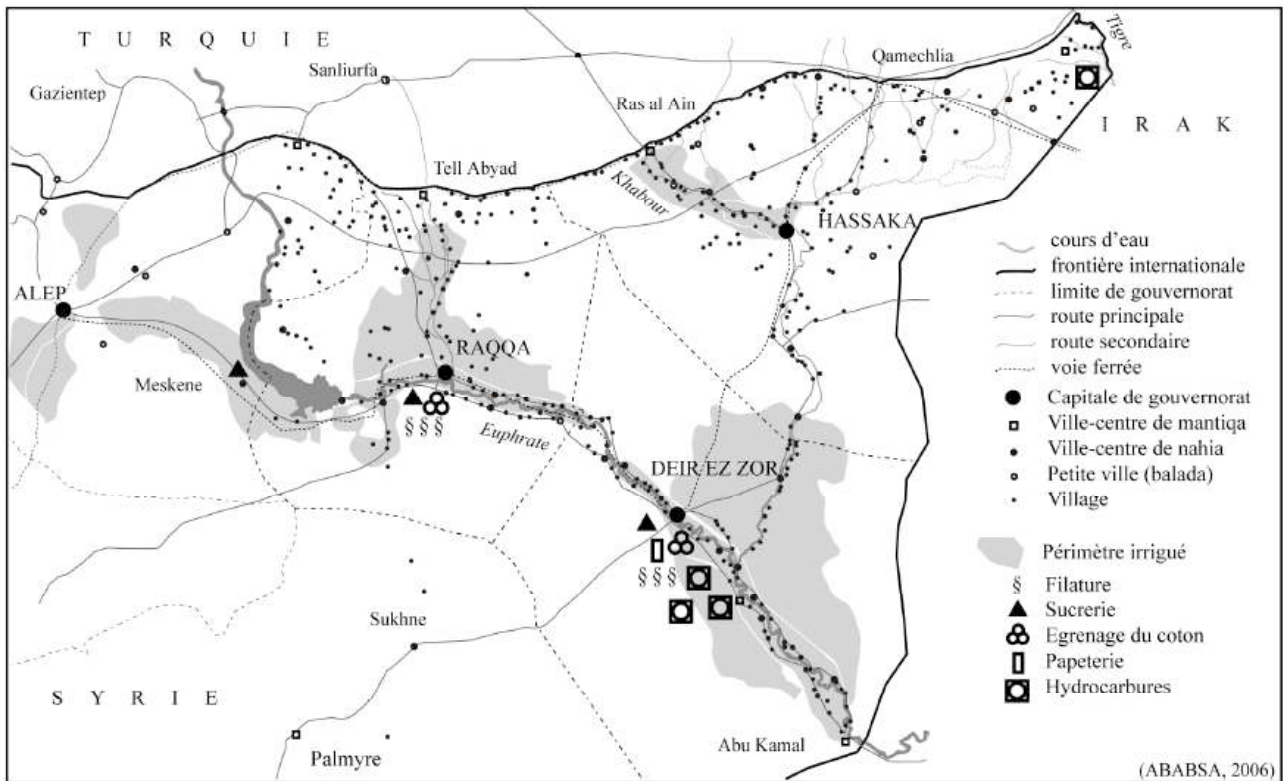 TURQUIE
Tigre
Sanliurfa
Qamechlia
Gazientep
Ras al Ain
IRAK
Tell Abyad
Khabour
HASSAKA
ALEP
RAQQA
Meskene
Euphrate
DEIR EZ ZOR
Sukhne
SYRIE
Palmyre
Abu Kamal
cours d'eau
frontière internationale
limite de gouvernorat
route principale
route secondaire
voie ferrée
Capitale de gouvernorat
Ville-centre de mantiqa
Ville-centre de nahia
Petite ville (balada)
Village
Périmètre irrigué
§ Filature
Sucrerie
Egrenage du coton
Papeterie
Hydrocarbures
§ § §
§ § §
(ABABSA, 2006)